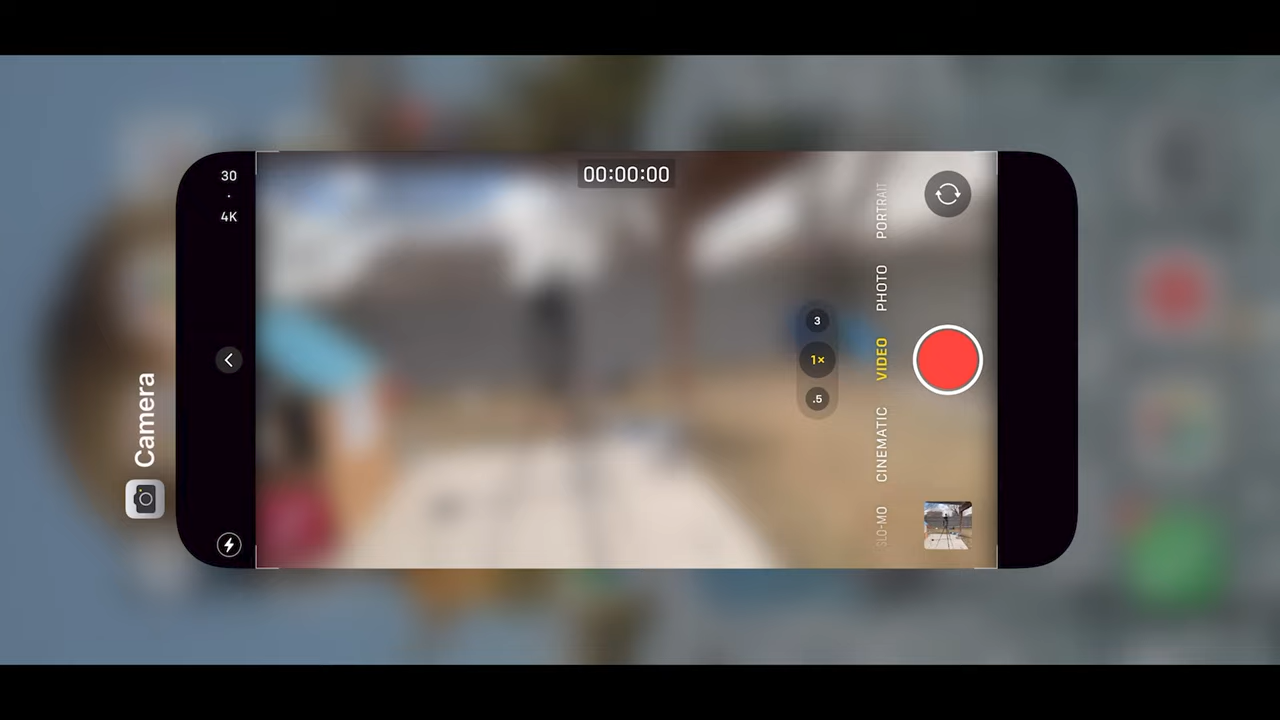 30
·
4K
Camera
00:00:00
3
1×
.5
PORTRAIT
PHOTO
VIDEO
CINEMATIC
SLO-MO